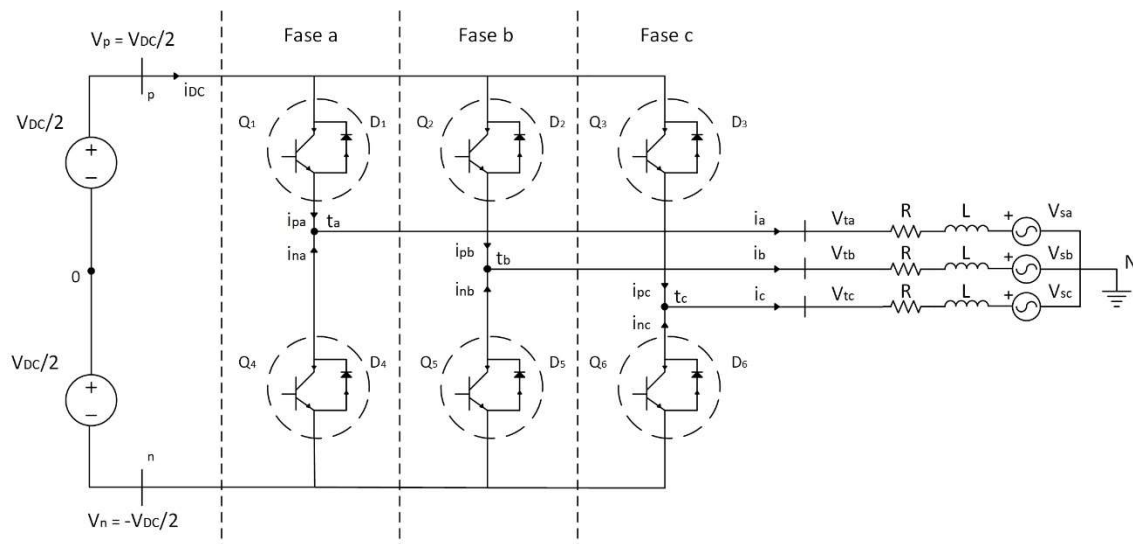 Fase a
Fase b
Fase c
Vp = VDC/2
iDC
p
VDC/2
+
−
Q1
D1
Q2
D2
Q3
D3
ipa
ta
ina
ia
Vta
R
L
+
Vsa
0
ipb
tb
inb
ib
Vtb
R
L
+
Vsb
N
ipc
tc
inc
ic
Vtc
R
L
+
Vsc
VDC/2
+
−
Q4
D4
Q5
D5
Q6
D6
n
Vn = -VDC/2